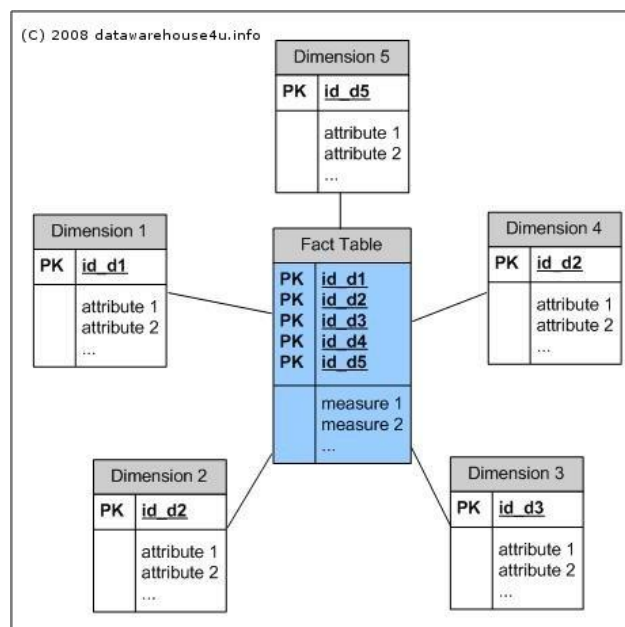 (C) 2008 datawarehouse4u.info
Dimension 5
PK id_d5
attribute 1
attribute 2
...
Dimension 1
PK id_d1
attribute 1
attribute 2
...
Fact Table
PK id_d1
PK id_d2
PK id_d3
PK id_d4
PK id_d5
measure 1
measure 2
...
Dimension 4
PK id_d2
attribute 1
attribute 2
...
Dimension 2
PK id_d2
attribute 1
attribute 2
...
Dimension 3
PK id_d3
attribute 1
attribute 2
...